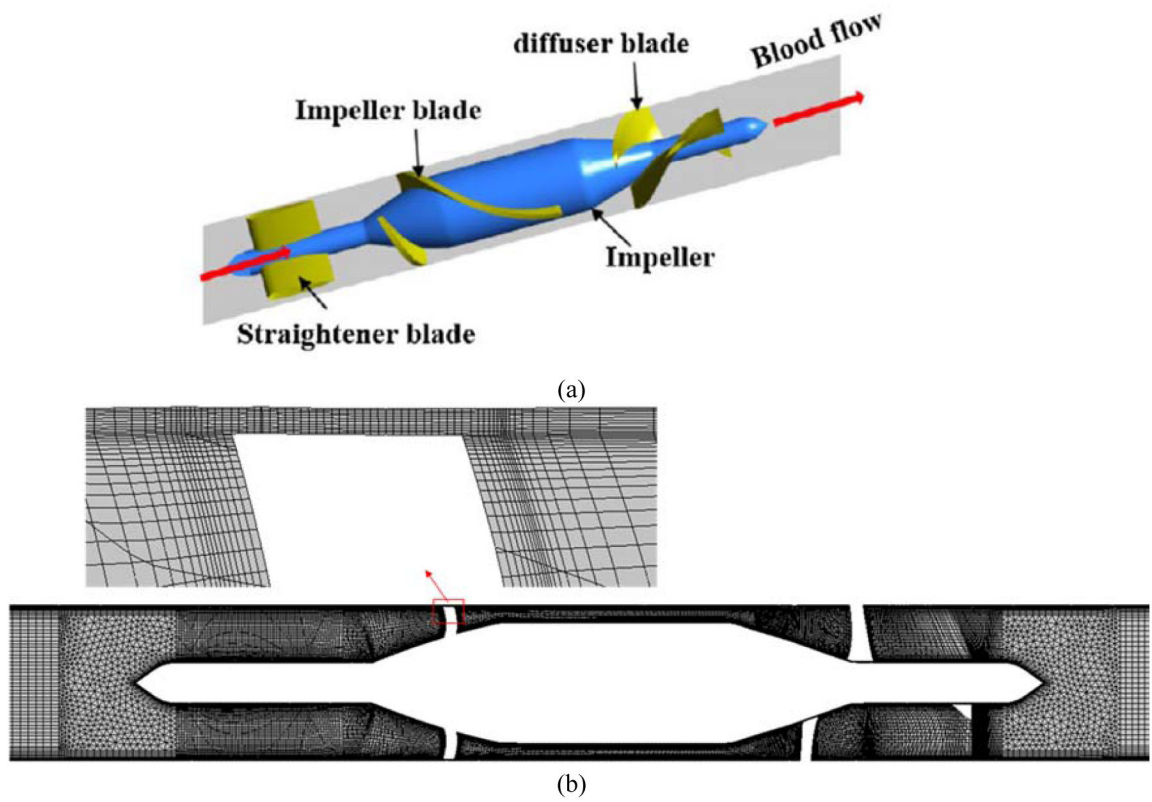 Blood flow
diffuser blade
Impeller blade
Impeller
Straightener blade
(a)
(b)